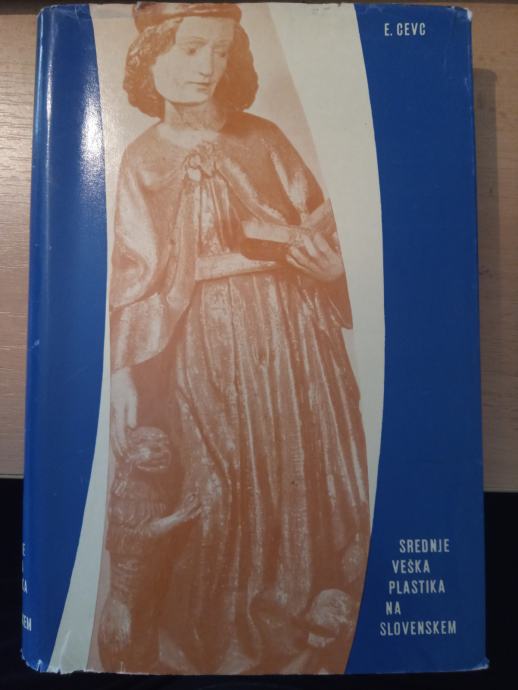 E. CEVC
SREDNJE
VEŠKA
PLASTIKA
NA
SLOVENSKEM